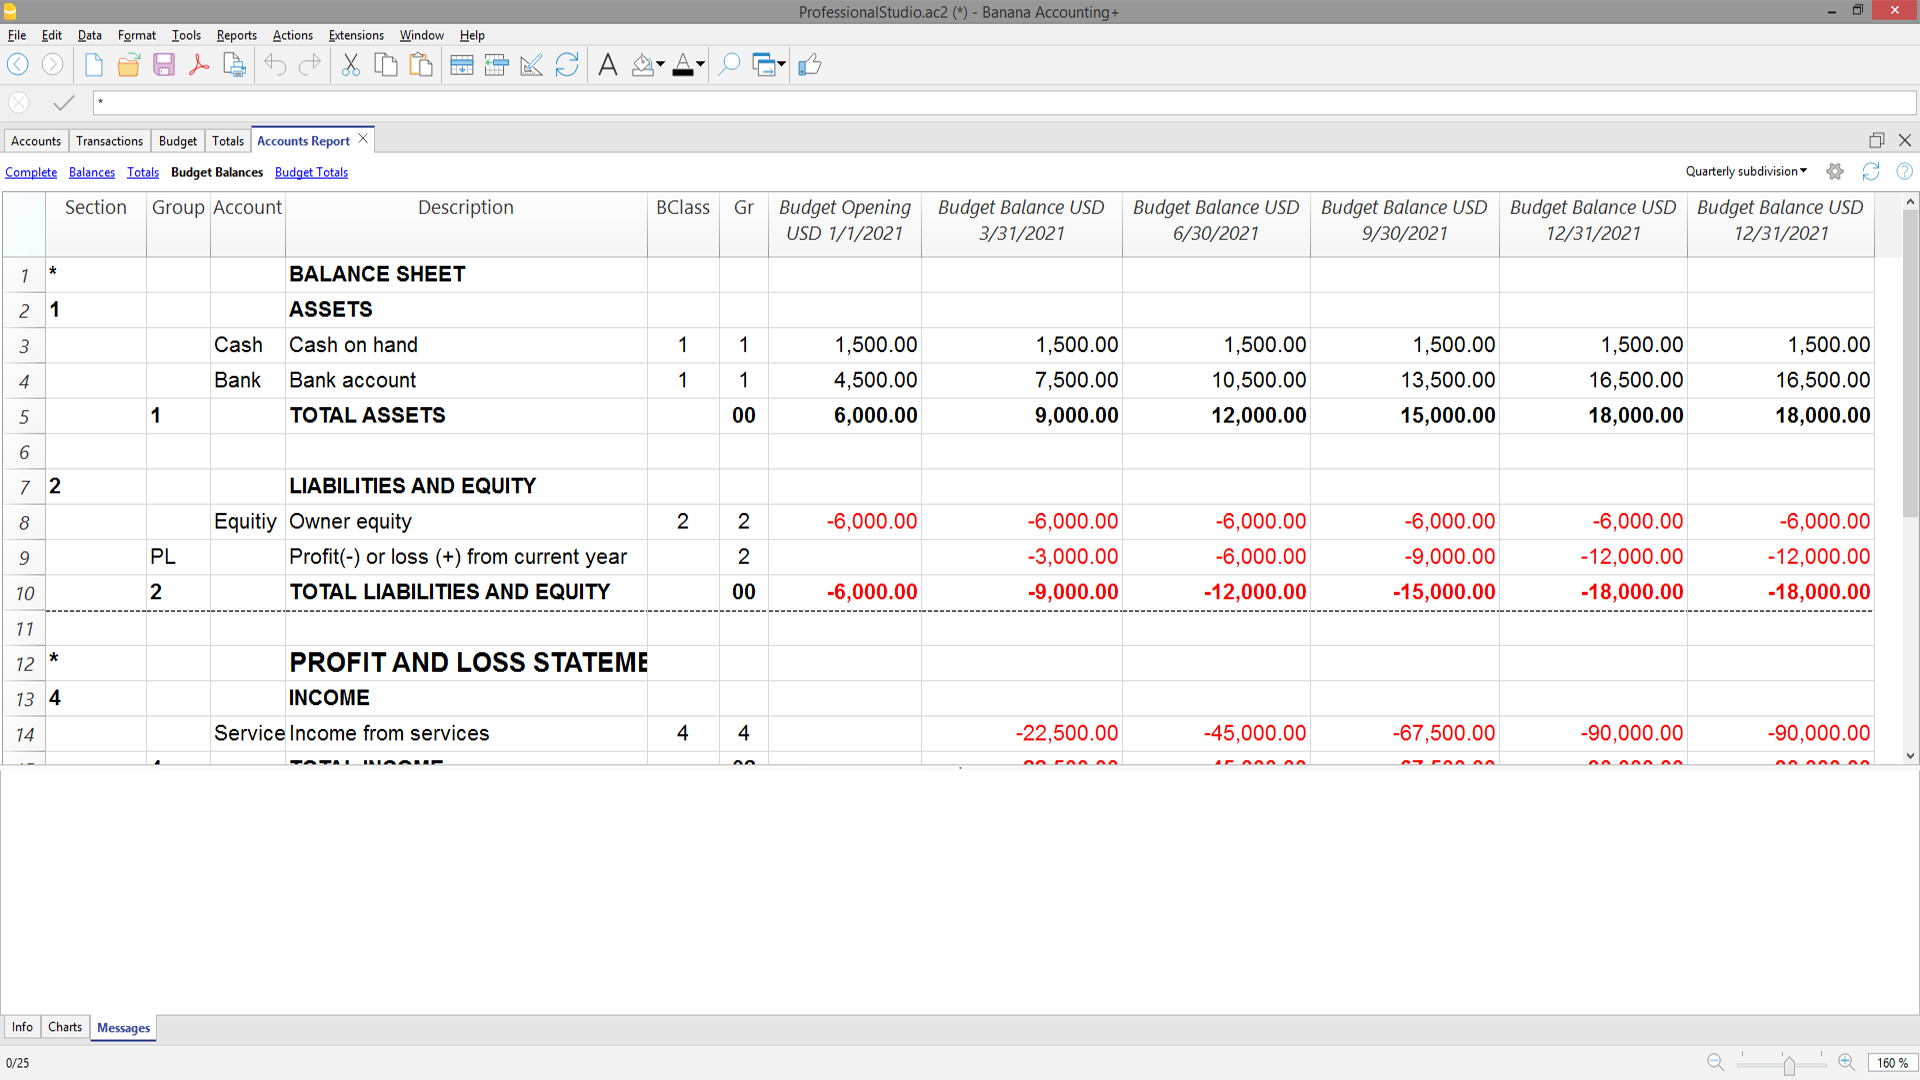 ProfessionalStudio.ac2 (*) - Banana Accounting+
File Edit Data Format Tools Reports Actions Extensions Window Help
*
Accounts Transactions Budget Totals Accounts Report
Complete Balances Totals Budget Balances Budget Totals Quarterly subdivision
Section Group Account Description BClass Gr Budget Opening USD 1/1/2021 Budget Balance USD 3/31/2021 Budget Balance USD 6/30/2021 Budget Balance USD 9/30/2021 Budget Balance USD 12/31/2021 Budget Balance USD 12/31/2021
1 * BALANCE SHEET
2 1 ASSETS
3 Cash Cash on hand 1 1 1,500.00 1,500.00 1,500.00 1,500.00 1,500.00 1,500.00
4 Bank Bank account 1 1 4,500.00 7,500.00 10,500.00 13,500.00 16,500.00 16,500.00
5 1 TOTAL ASSETS 00 6,000.00 9,000.00 12,000.00 15,000.00 18,000.00 18,000.00
6
7 2 LIABILITIES AND EQUITY
8 Equitiy Owner equity 2 2 -6,000.00 -6,000.00 -6,000.00 -6,000.00 -6,000.00 -6,000.00
9 PL Profit(-) or loss (+) from current year 2 -3,000.00 -6,000.00 -9,000.00 -12,000.00 -12,000.00
10 2 TOTAL LIABILITIES AND EQUITY 00 -6,000.00 -9,000.00 -12,000.00 -15,000.00 -18,000.00 -18,000.00
11
12 * PROFIT AND LOSS STATEME
13 4 INCOME
14 Service Income from services 4 4 -22,500.00 -45,000.00 -67,500.00 -90,000.00 -90,000.00
TOTAL INCOME
Info Charts Messages
0/25
160 %